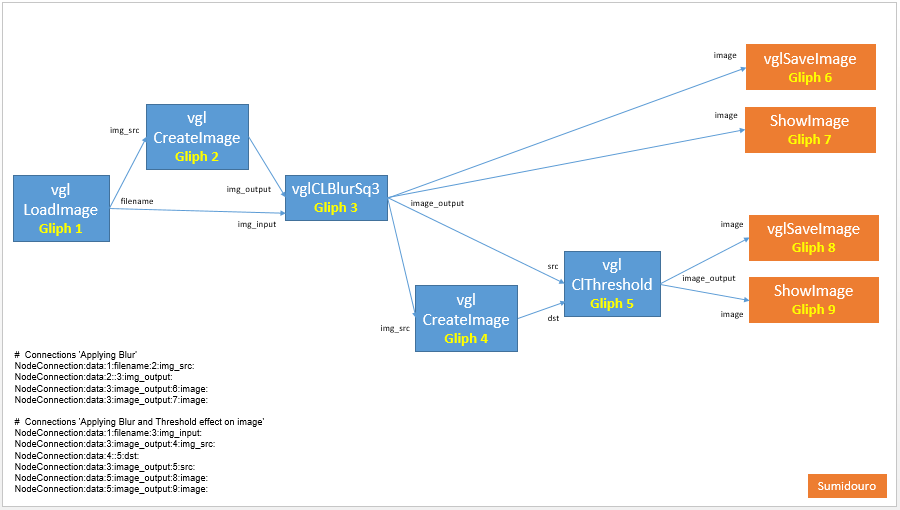 image
vglSaveImage
Gliph 6
image
ShowImage
Gliph 7
vgl
CreateImage
Gliph 2
img_src
vgl
LoadImage
Gliph 1
filename
img_output
img_input
vglCLBlurSq3
Gliph 3
image_output
image
vglSaveImage
Gliph 8
src
vgl
ClThreshold
Gliph 5
image_output
ShowImage
Gliph 9
image
vgl
CreateImage
Gliph 4
img_src
dst
#  Connections 'Applying Blur'
NodeConnection:data:1:filename:2:img_src:
NodeConnection:data:2::3:img_output:
NodeConnection:data:3:image_output:6:image:
NodeConnection:data:3:image_output:7:image:
#  Connections 'Applying Blur and Threshold effect on image'
NodeConnection:data:1:filename:3:img_input:
NodeConnection:data:3:image_output:4:img_src:
NodeConnection:data:4::5:dst:
NodeConnection:data:3:image_output:5:src:
NodeConnection:data:5:image_output:8:image:
NodeConnection:data:5:image_output:9:image:
Sumidouro